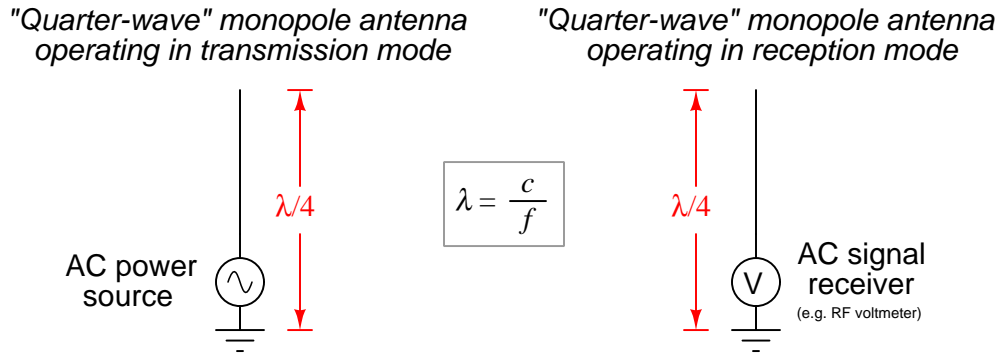 "Quarter-wave" monopole antenna
operating in transmission mode
"Quarter-wave" monopole antenna
operating in reception mode
λ/4
λ = c/f
λ/4
AC power
source
V
AC signal
receiver
(e.g. RF voltmeter)